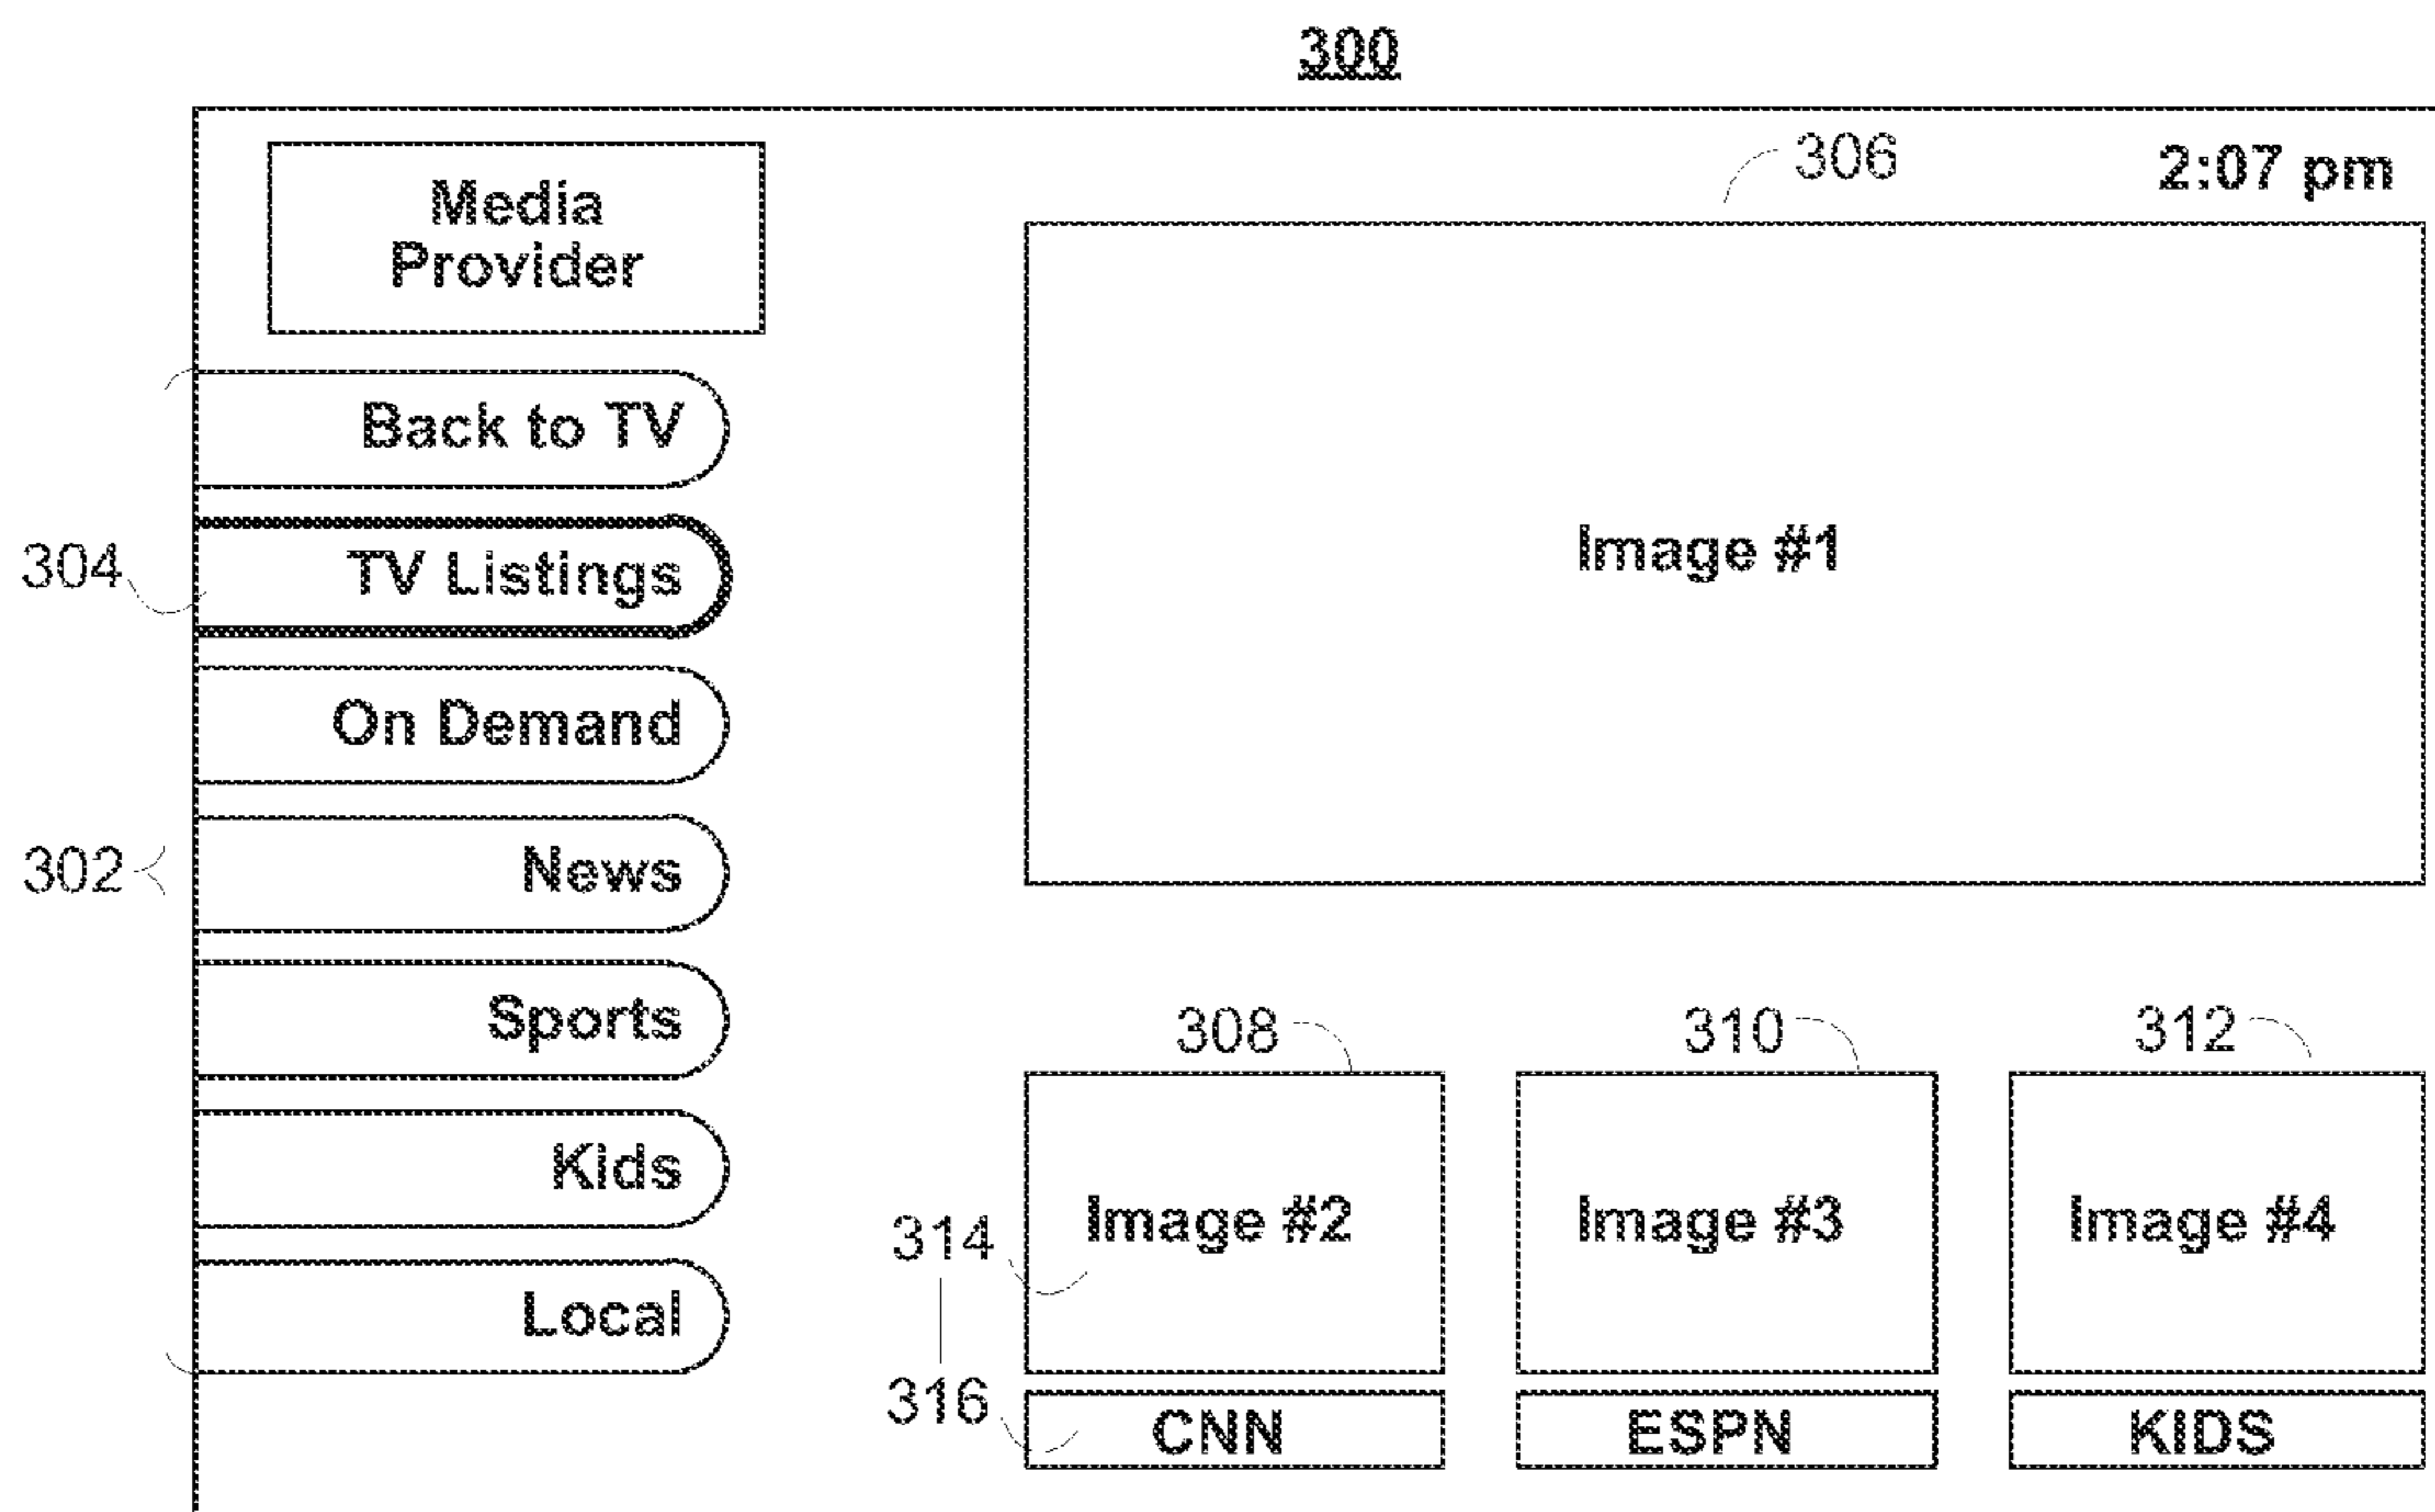 300
306
2:07 pm
Media
Provider
Back to TV
304
TV Listings
On Demand
302
News
Sports
Kids
Local
Image #1
308
310
312
314
Image #2
Image #3
Image #4
316
CNN
ESPN
KIDS